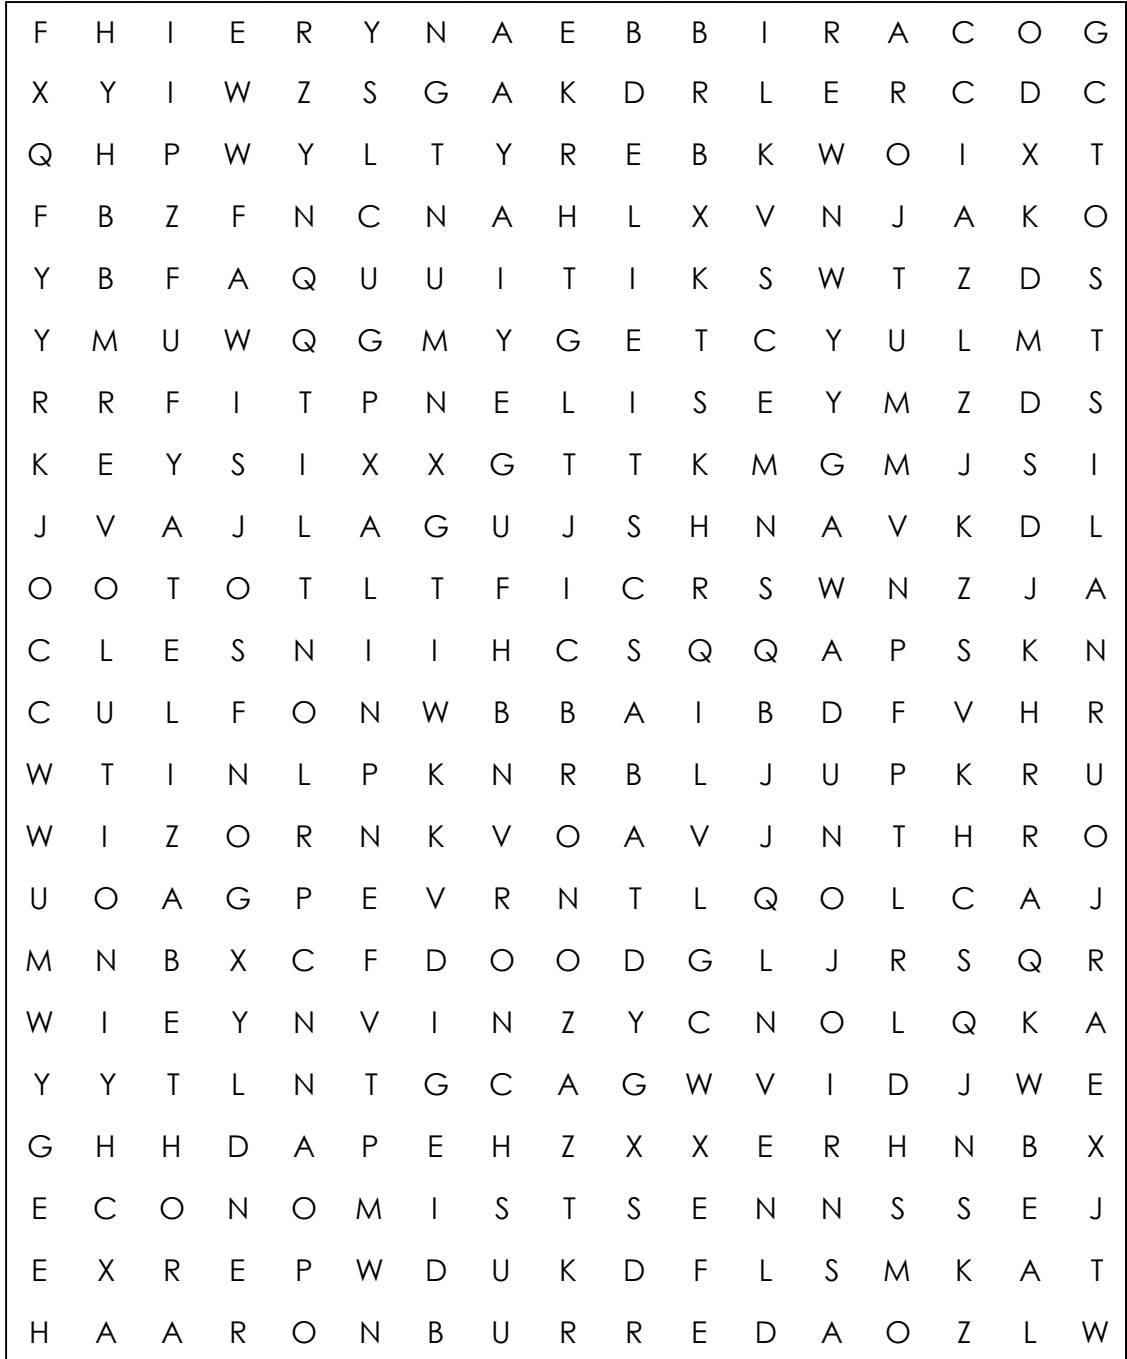 F H I E R Y N A E B B I R A C O G
X Y I W Z S G A K D R L E R C D C
Q H P W Y L T Y R E B K W O I X T
F B Z F N C N A H L X V N J A K O
Y B F A Q U U I T I K S W T Z D S
Y M U W Q G M Y G E T C Y U L M T
R R F I T P N E L I S E Y M Z D S
K E Y S I X X G T T K M G M J S I
J V A J L A G U J S H N A V K D L
O O T O T L T F I C R S W N Z J A
C L E S N I I H C S Q Q A P S K N
C U L F O N W B B A I B D F V H R
W T I N L P K N R B L J U P K R U
W I Z O R N K V O A V J N T H R O
U O A G P E V R N T L Q O L C A J
M N B X C F D O O D G L J R S Q R
W I E Y N V I N Z Y C N O L Q K A
Y Y T L N T G C A G W V I D J W E
G H H D A P E H Z X X E R H N B X
E C O N O M I S T S E N N S S E J
E X R E P W D U K D F L S M K A T
H A A R O N B U R R E D A O Z L W